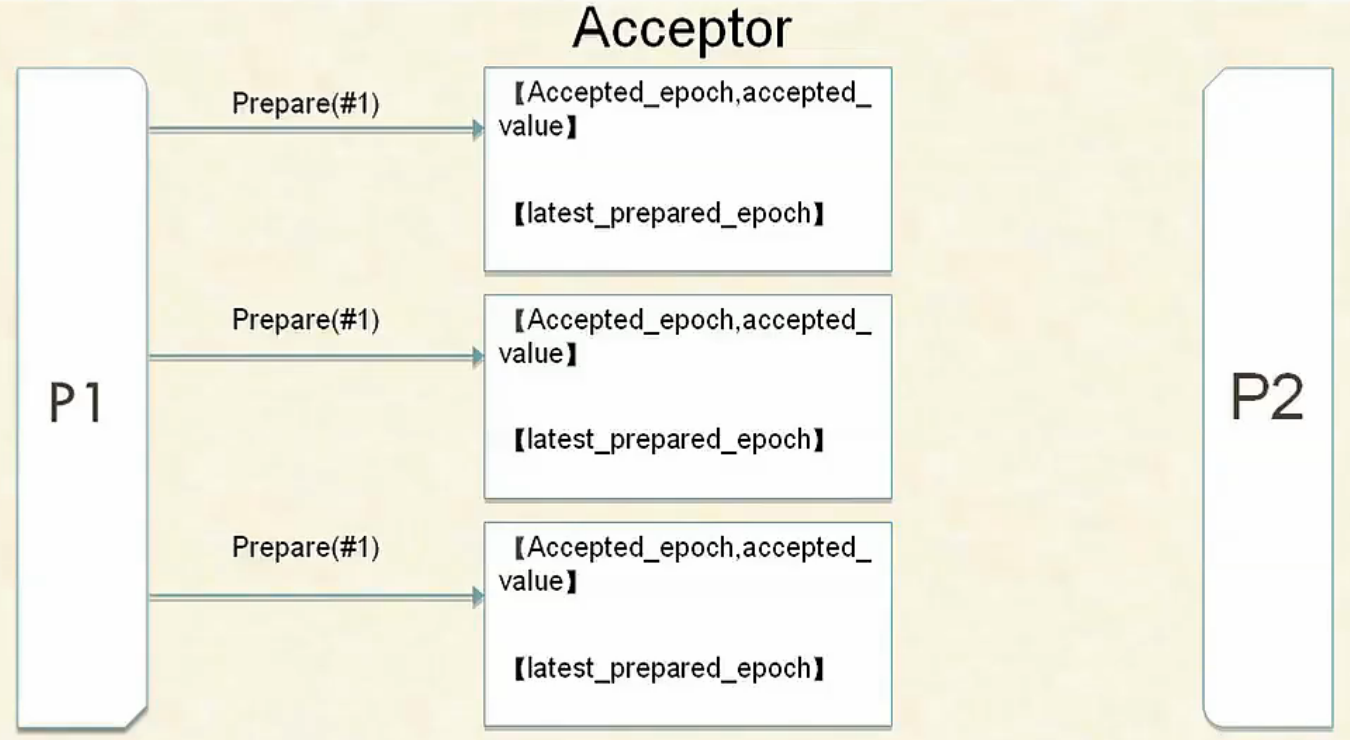 Acceptor
Prepare(#1)
【Accepted_epoch,accepted_
value】
【latest_prepared_epoch】
Prepare(#1)
【Accepted_epoch,accepted_
value】
【latest_prepared_epoch】
P1
P2
Prepare(#1)
【Accepted_epoch,accepted_
value】
【latest_prepared_epoch】